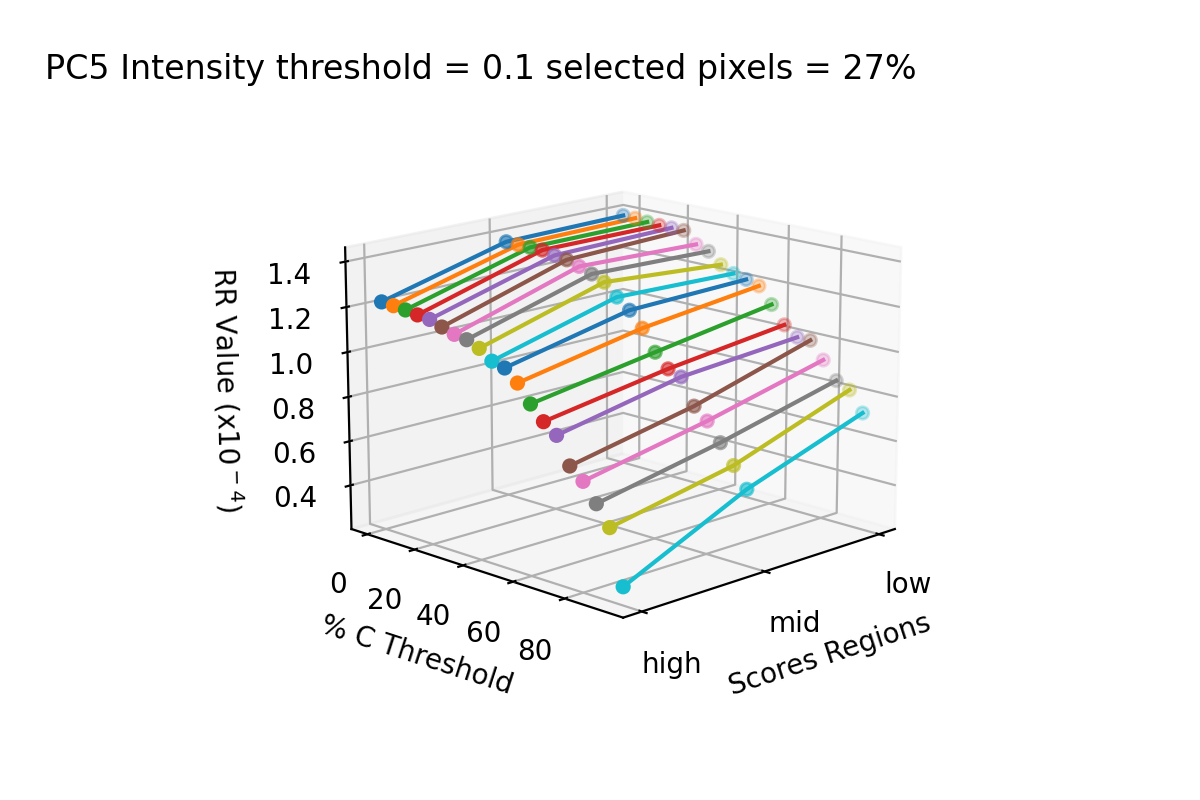 PC5 Intensity threshold = 0.1 selected pixels = 27%
RR Value (x10⁻⁴)
1.4
1.2
1.0
0.8
0.6
0.4
0
20
40
60
80
% C Threshold
high
mid
low
Scores Regions